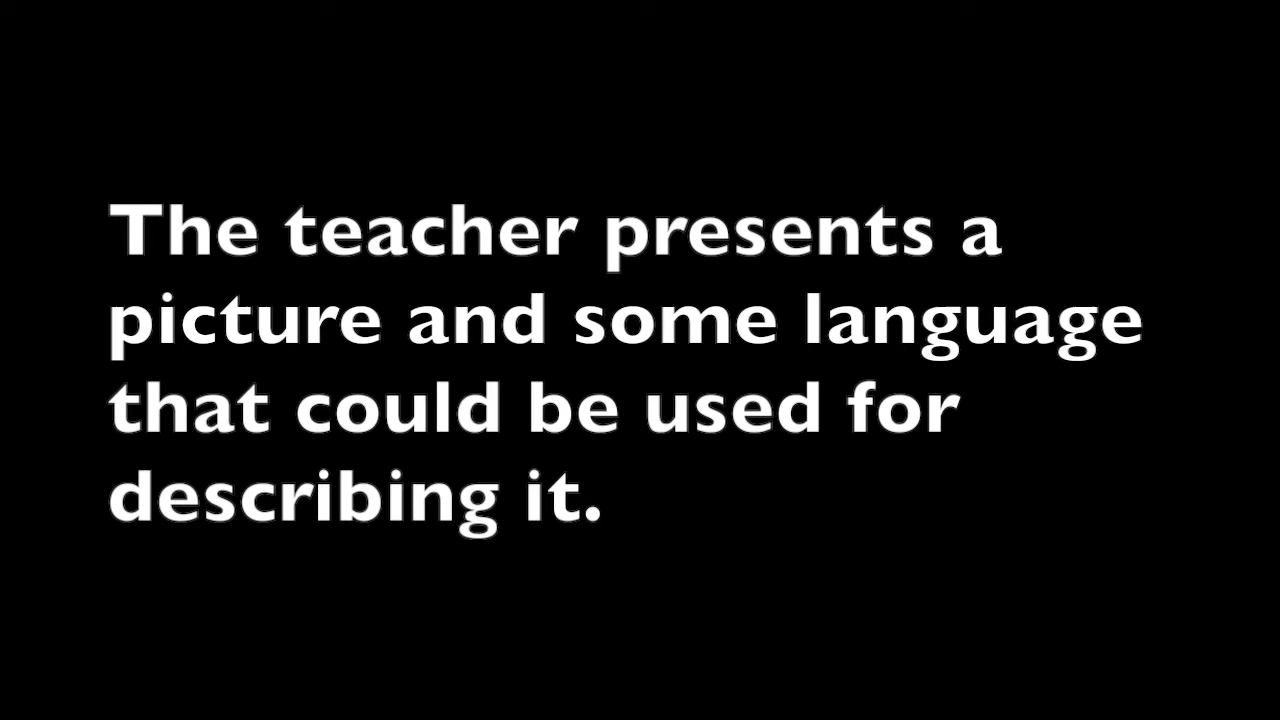 The teacher presents a
picture and some language
that could be used for
describing it.